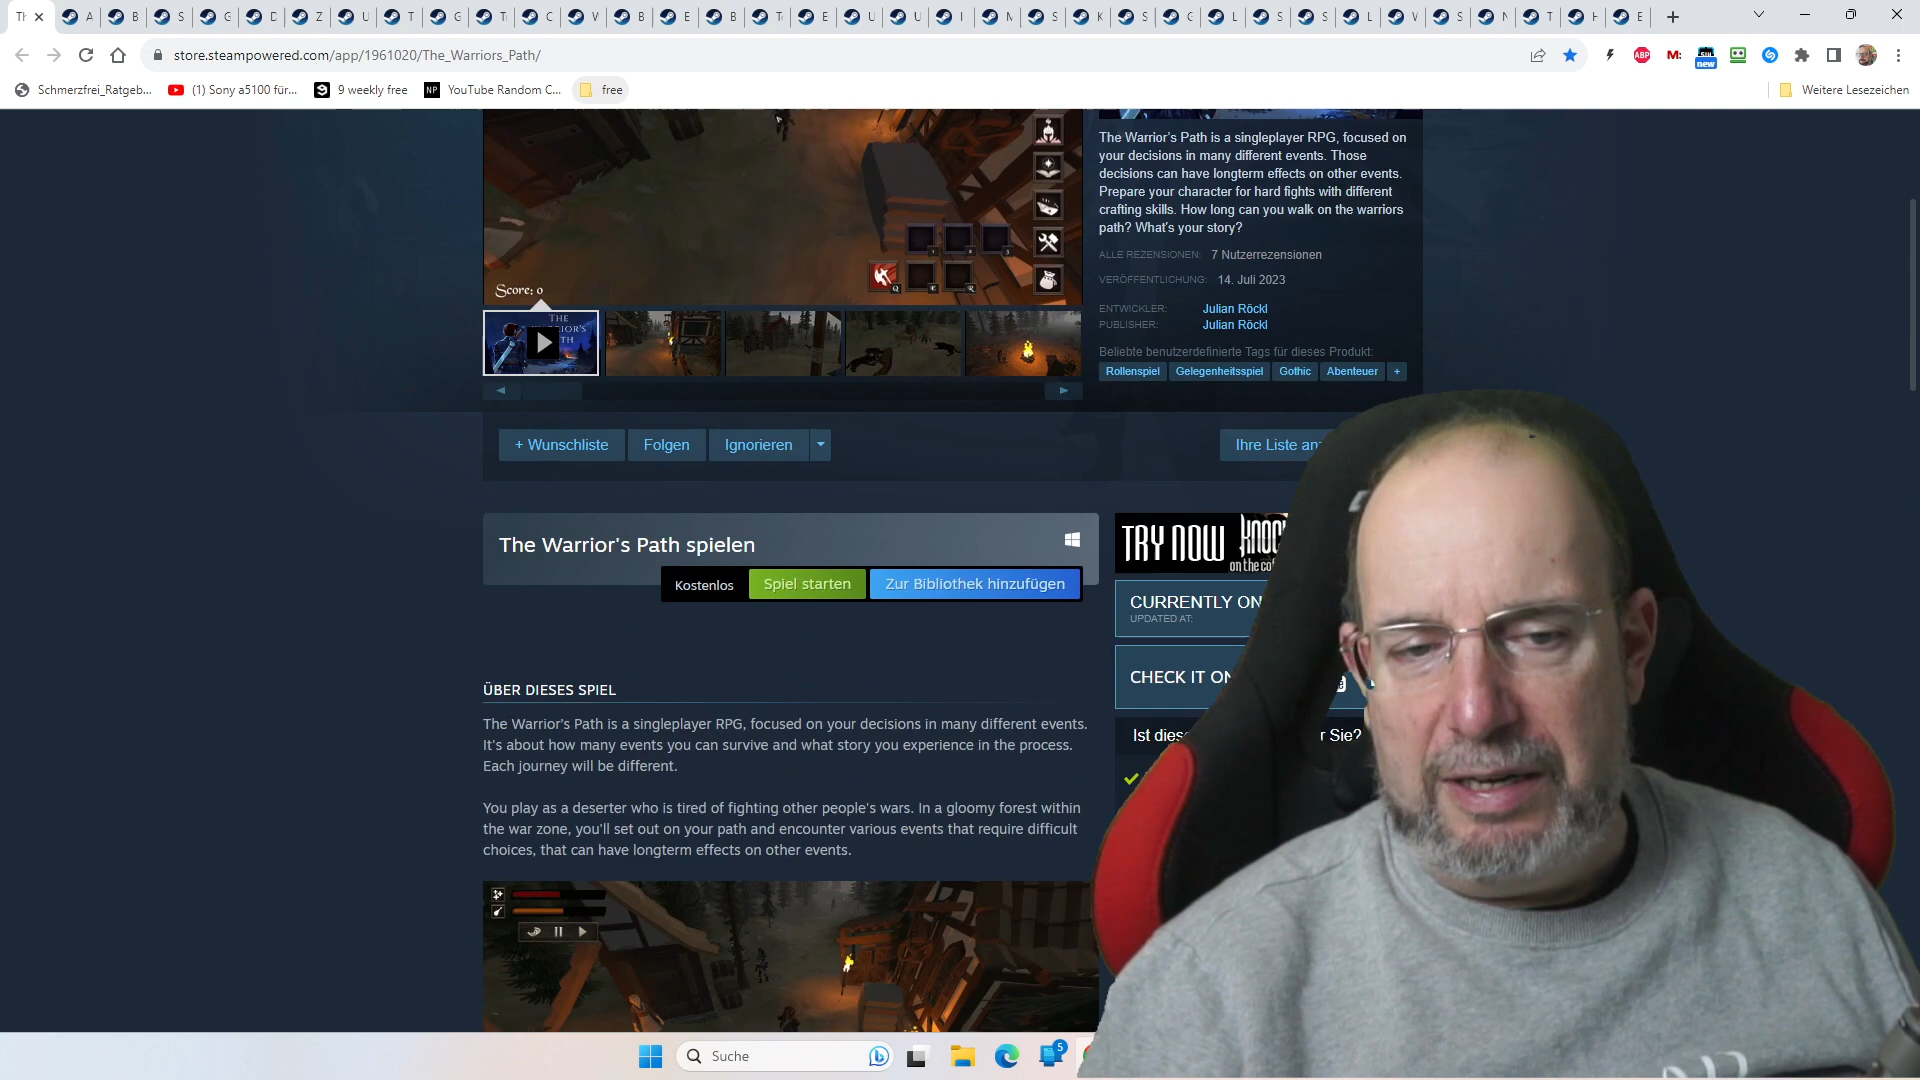 Th
A
B
S
G
D
Z
U
T
G
T
C
V
B
E
B
T
E
U
U
I
M
S
K
S
G
L
S
S
L
V
S
N
T
H
E
store.steampowered.com/app/1961020/The_Warriors_Path/
ABP
M:
new
Schmerzfrei_Ratgeb...
(1) Sony a5100 für...
9 weekly free
NP
YouTube Random C...
free
Weitere Lesezeichen
Score: 0
Q
E
R
THE
The Warrior's Path is a singleplayer RPG, focused on
your decisions in many different events. Those
decisions can have longterm effects on other events.
Prepare your character for hard fights with different
crafting skills. How long can you walk on the warriors
path? What's your story?
ALLE REZENSIONEN: 7 Nutzerrezensionen
VERÖFFENTLICHUNG: 14. Juli 2023
ENTWICKLER: Julian Röckl
PUBLISHER: Julian Röckl
Beliebte benutzerdefinierte Tags für dieses Produkt:
Rollenspiel Gelegenheitsspiel Gothic Abenteuer +
+ Wunschliste
Folgen
Ignorieren
Ihre Liste an
The Warrior's Path spielen
Kostenlos
Spiel starten
Zur Bibliothek hinzufügen
TRY NOW
on the
CURRENTLY ON
UPDATED AT:
CHECK IT ON
Ist dies r Sie?
ÜBER DIESES SPIEL
The Warrior's Path is a singleplayer RPG, focused on your decisions in many different events.
It's about how many events you can survive and what story you experience in the process.
Each journey will be different.
You play as a deserter who is tired of fighting other people's wars. In a gloomy forest within
the war zone, you'll set out on your path and encounter various events that require difficult
choices, that can have longterm effects on other events.
Suche
5